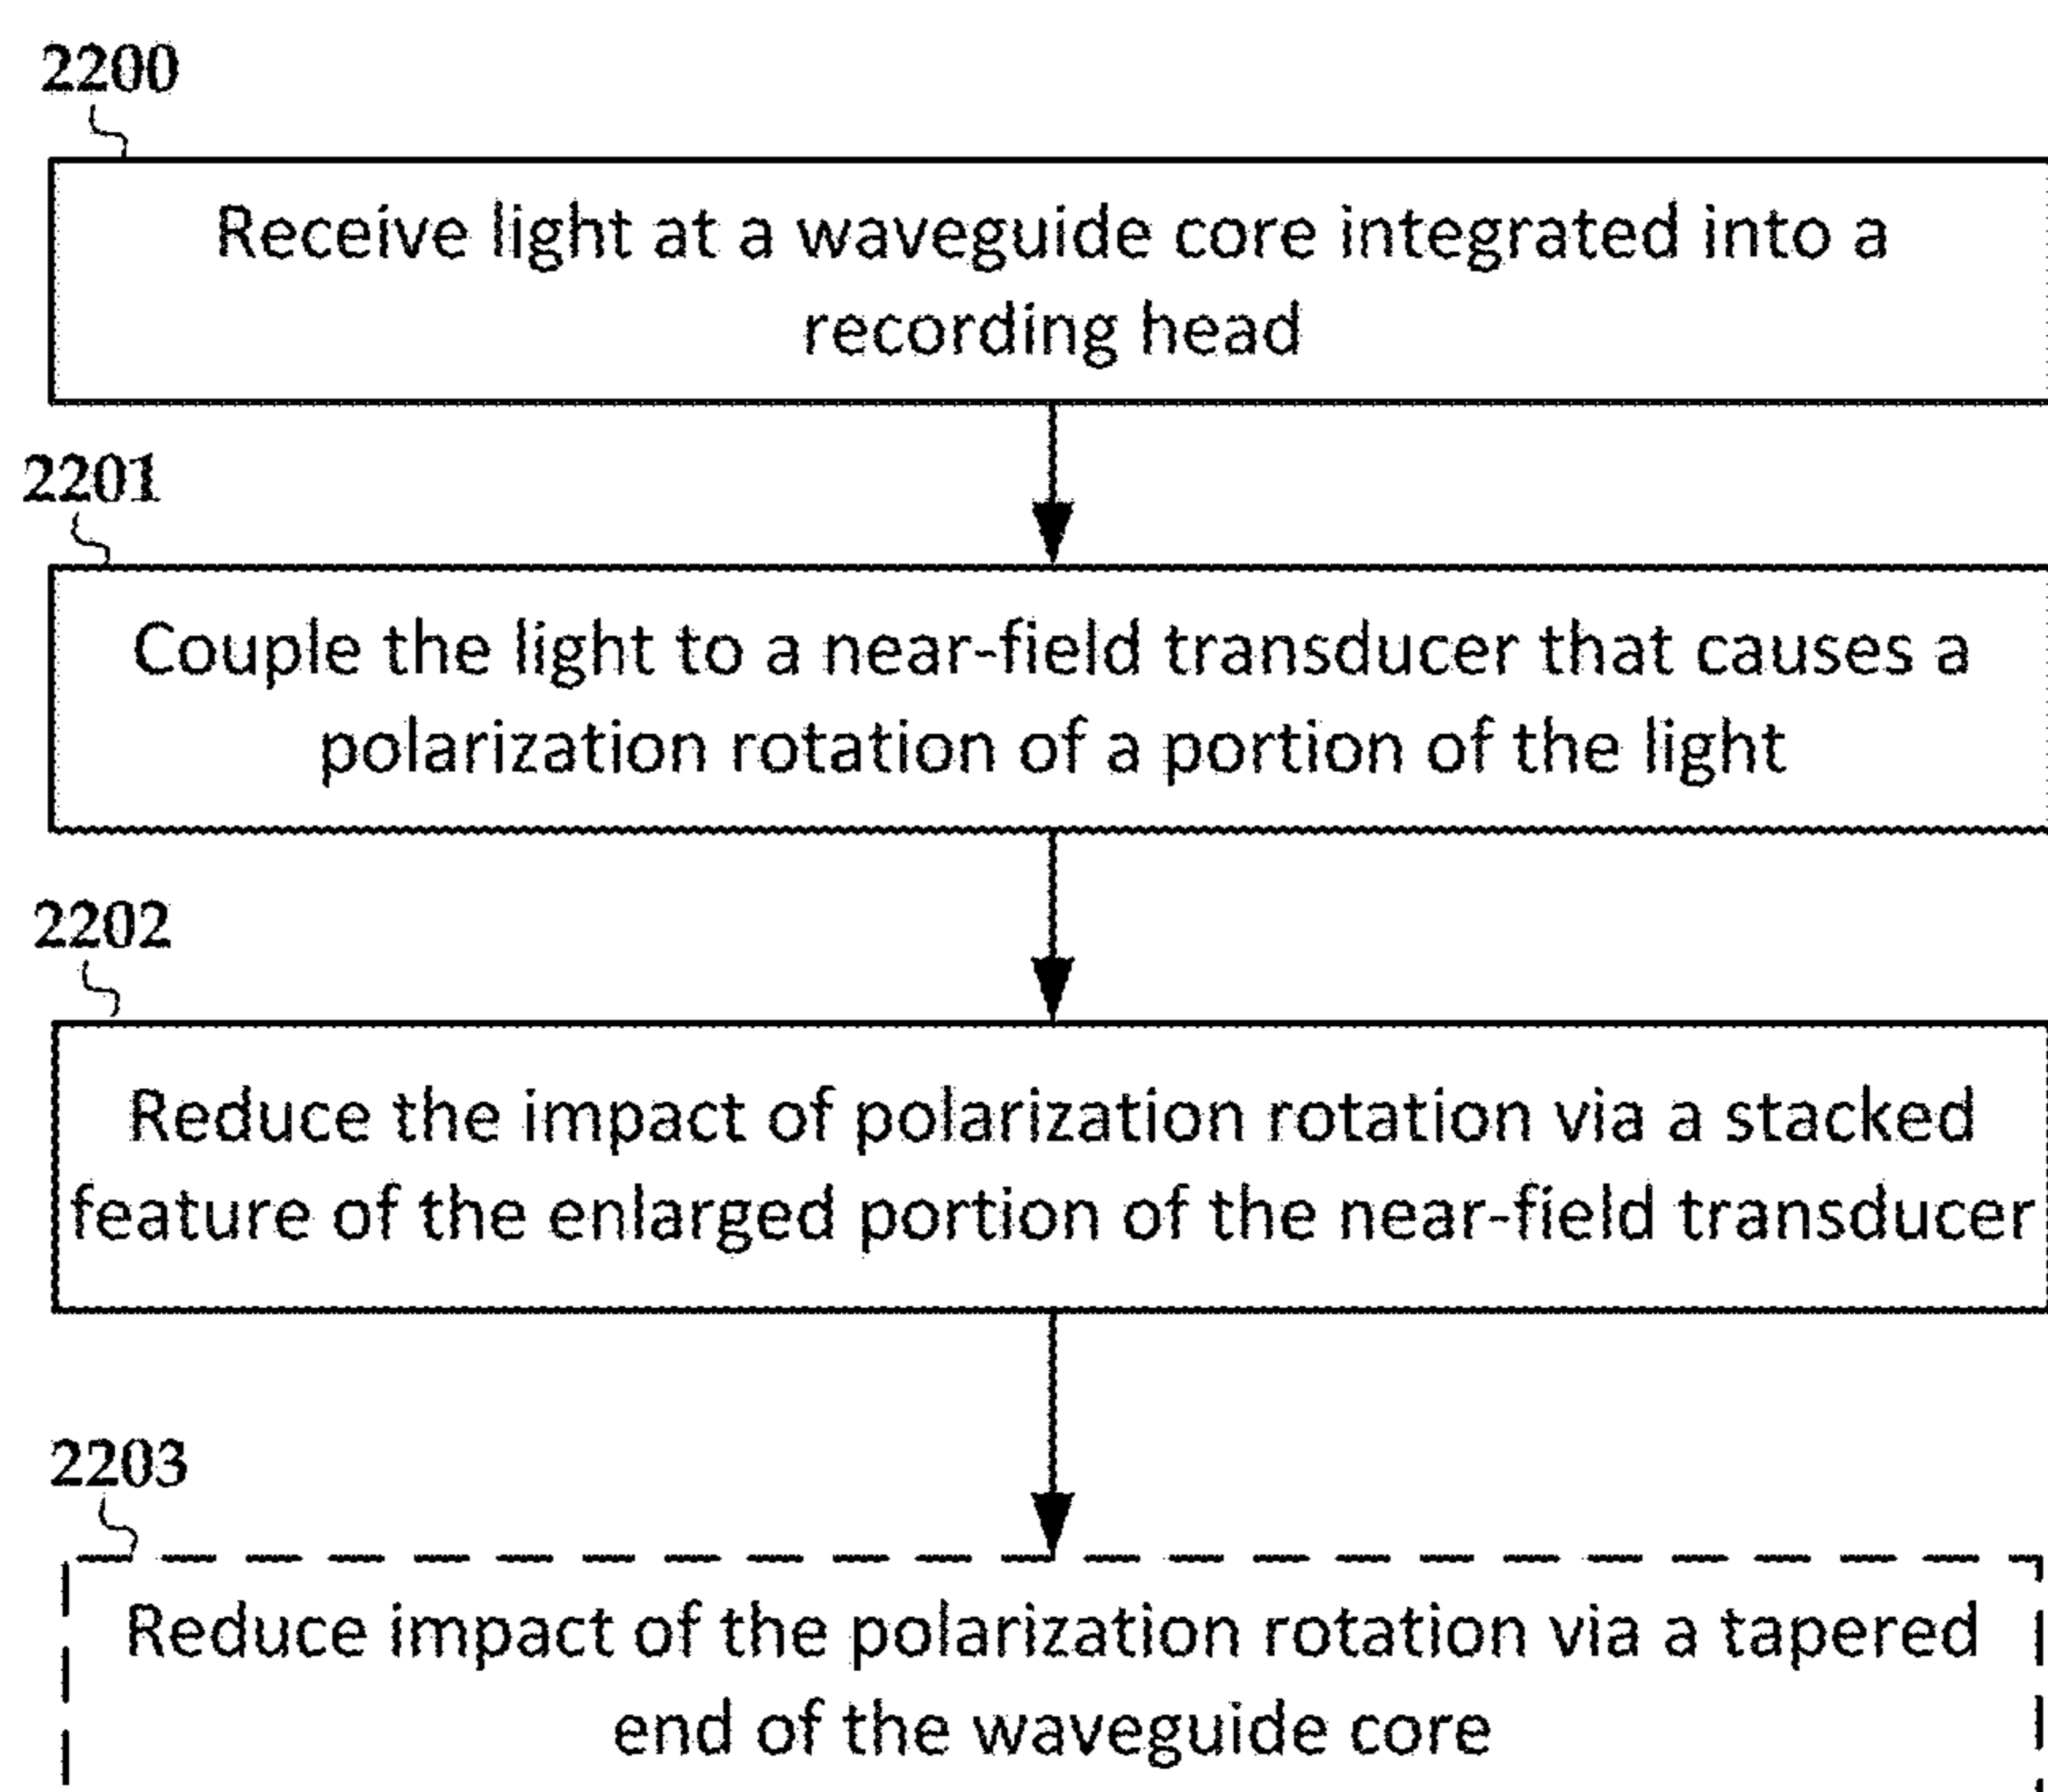 2200
Receive light at a waveguide core integrated into a
recording head
2201
Couple the light to a near-field transducer that causes a
polarization rotation of a portion of the light
2202
Reduce the impact of polarization rotation via a stacked
feature of the enlarged portion of the near-field transducer
2203
Reduce impact of the polarization rotation via a tapered
end of the waveguide core